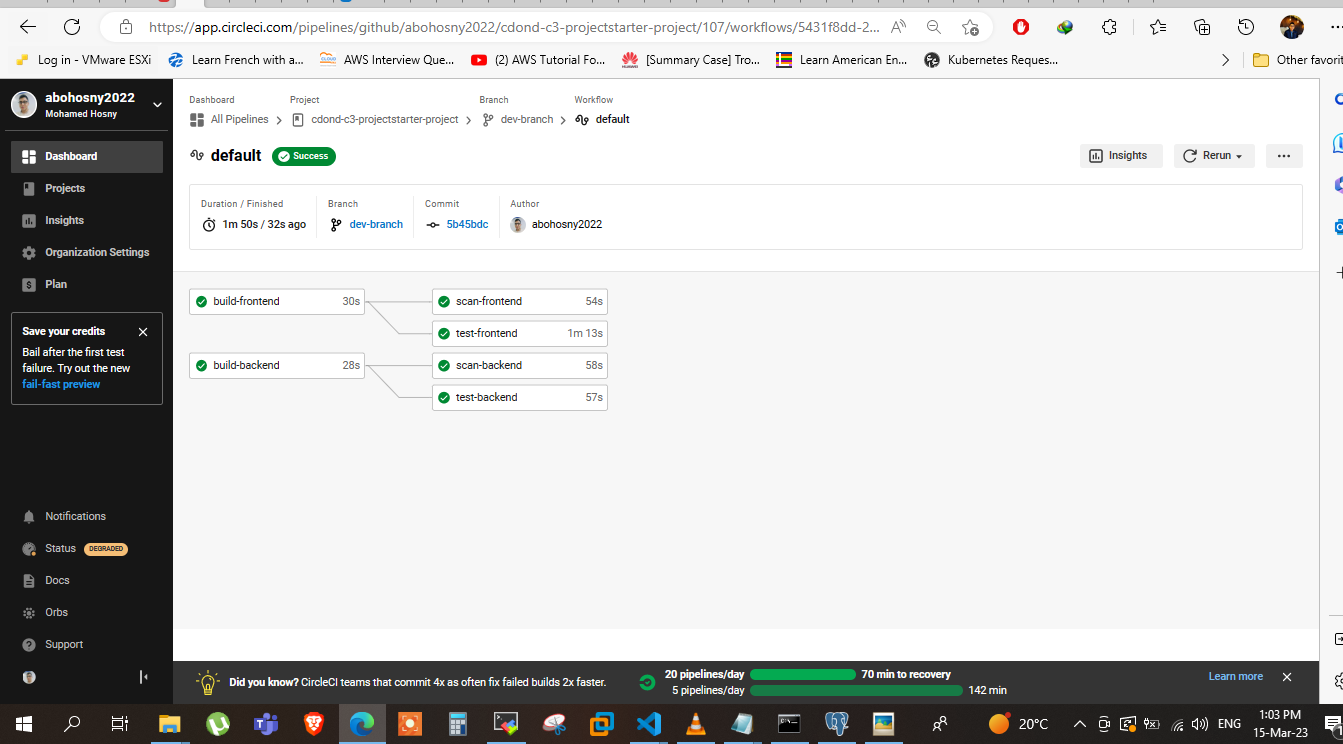 https://app.circleci.com/pipelines/github/abohosny2022/cdond-c3-projectstarter-project/107/workflows/5431f8dd-2...
Log in - VMware ESXi
Learn French with a...
AWS Interview Que...
(2) AWS Tutorial Fo...
[Summary Case] Tro...
Learn American En...
Kubernetes Reques...
Other favorit
abohosny2022
Mohamed Hosny
Dashboard
Projects
Insights
Organization Settings
Plan
Save your credits
Bail after the first test
failure. Try out the new
fail-fast preview
Notifications
Status DEGRADED
Docs
Orbs
Support
Dashboard Project Branch Workflow
All Pipelines cdond-c3-projectstarter-project dev-branch default
default Success
Insights Rerun
Duration / Finished Branch Commit Author
1m 50s / 32s ago dev-branch 5b45bdc abohosny2022
build-frontend 30s scan-frontend 54s
test-frontend 1m 13s
build-backend 28s scan-backend 58s
test-backend 57s
Did you know? CircleCI teams that commit 4x as often fix failed builds 2x faster.
20 pipelines/day 70 min to recovery
5 pipelines/day 142 min
Learn more
20°C
ENG
1:03 PM
15-Mar-23